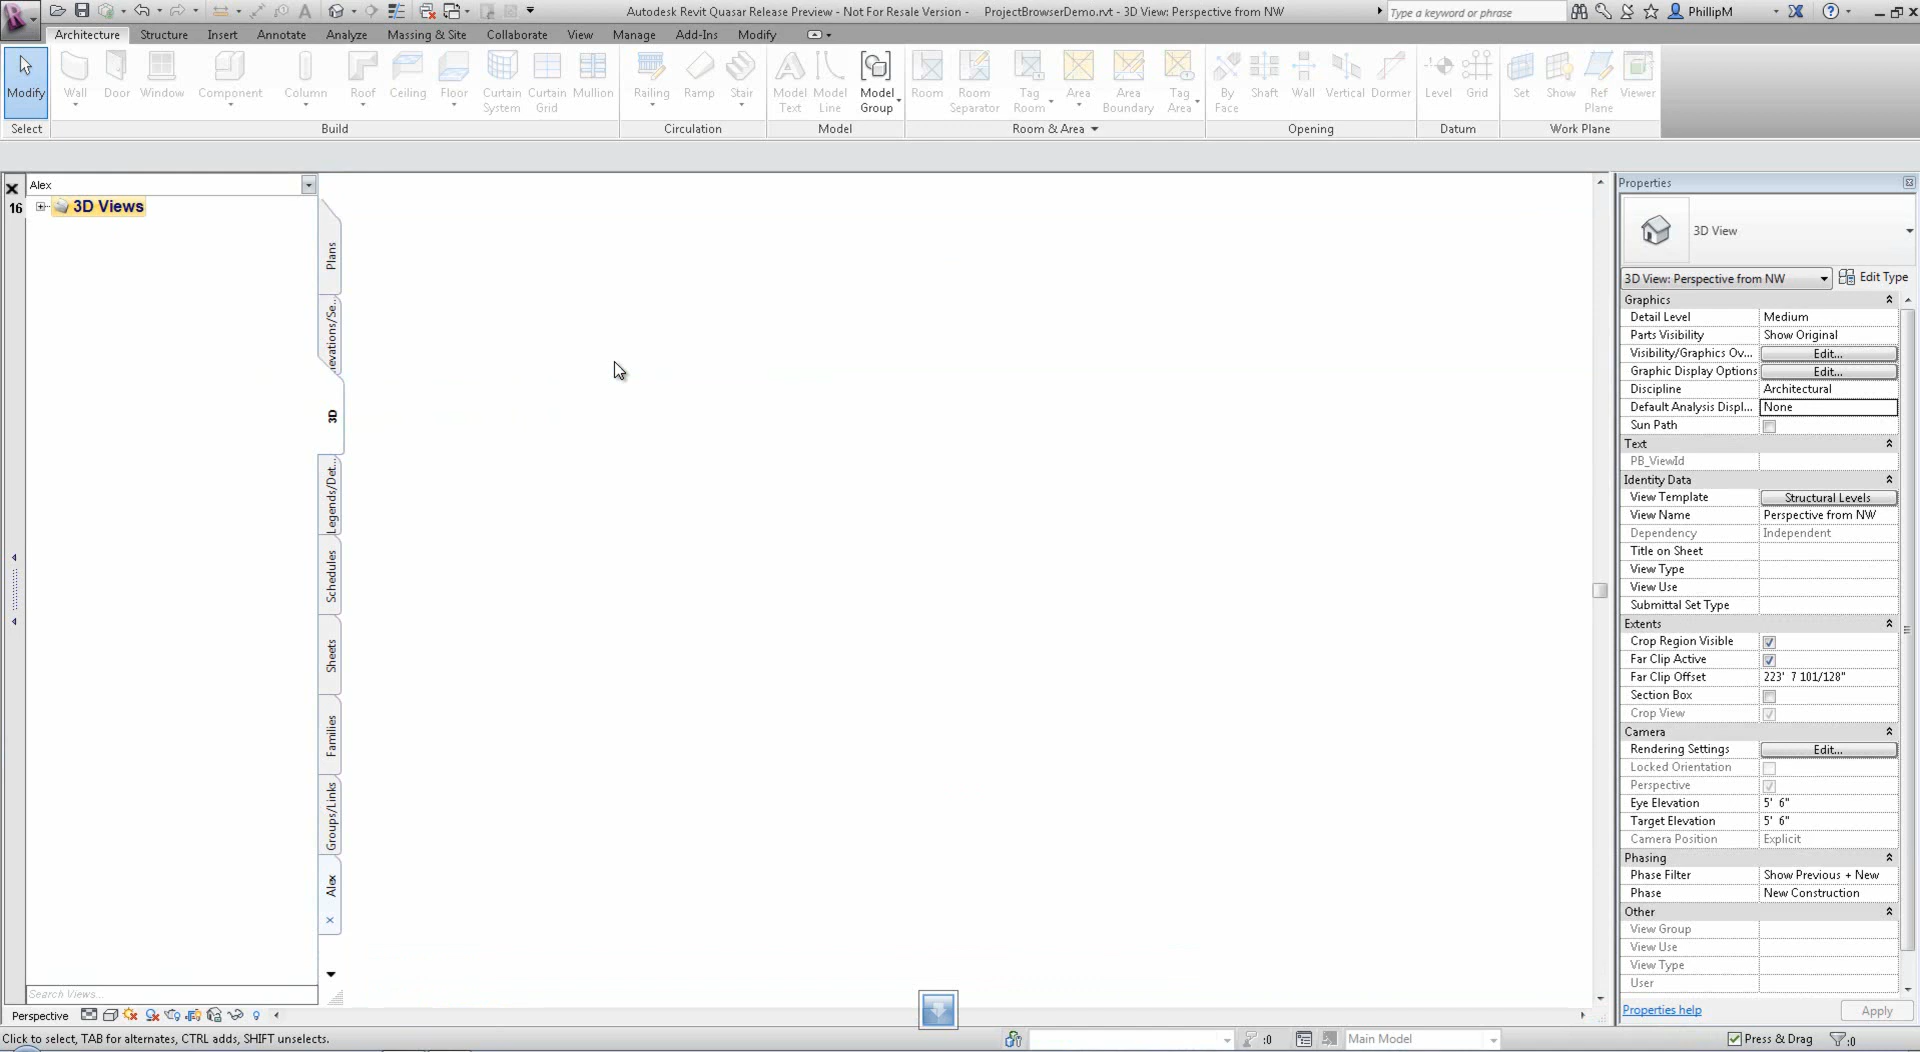 Autodesk Revit Quasar Release Preview - Not For Resale Version - ProjectBrowserDemo.rvt - 3D View: Perspective from NW
Type a keyword or phrase
PhillipM
Architecture Structure Insert Annotate Analyze Massing & Site Collaborate View Manage Add-Ins Modify
Modify Wall Door Window Component Column Roof Ceiling Floor Curtain System Curtain Grid Mullion Railing Ramp Stair Model Text Model Line Model Group Room Room Separator Tag Room Area Area Boundary Tag Area By Face Shaft Wall Vertical Dormer Level Grid Set Show Ref Plane Viewer
Select Build Circulation Model Room & Area Opening Datum Work Plane
Alex
16
3D Views
Plans
evations/Se...
3D
Legends/Det...
Schedules
Sheets
Families
Groups/Links
Alex x
Search Views...
Properties
3D View
3D View: Perspective from NW Edit Type
Graphics
Detail Level Medium
Parts Visibility Show Original
Visibility/Graphics Ov... Edit...
Graphic Display Options Edit...
Discipline Architectural
Default Analysis Displ... None
Sun Path
Text
PB_ViewId
Identity Data
View Template Structural Levels
View Name Perspective from NW
Dependency Independent
Title on Sheet
View Type
View Use
Submittal Set Type
Extents
Crop Region Visible
Far Clip Active
Far Clip Offset 223' 7 101/128"
Section Box
Crop View
Camera
Rendering Settings Edit...
Locked Orientation
Perspective
Eye Elevation 5' 6"
Target Elevation 5' 6"
Camera Position Explicit
Phasing
Phase Filter Show Previous + New
Phase New Construction
Other
View Group
View Use
View Type
User
Properties help Apply
Perspective
Click to select, TAB for alternates, CTRL adds, SHIFT unselects.
:0
Main Model
Press & Drag
:0